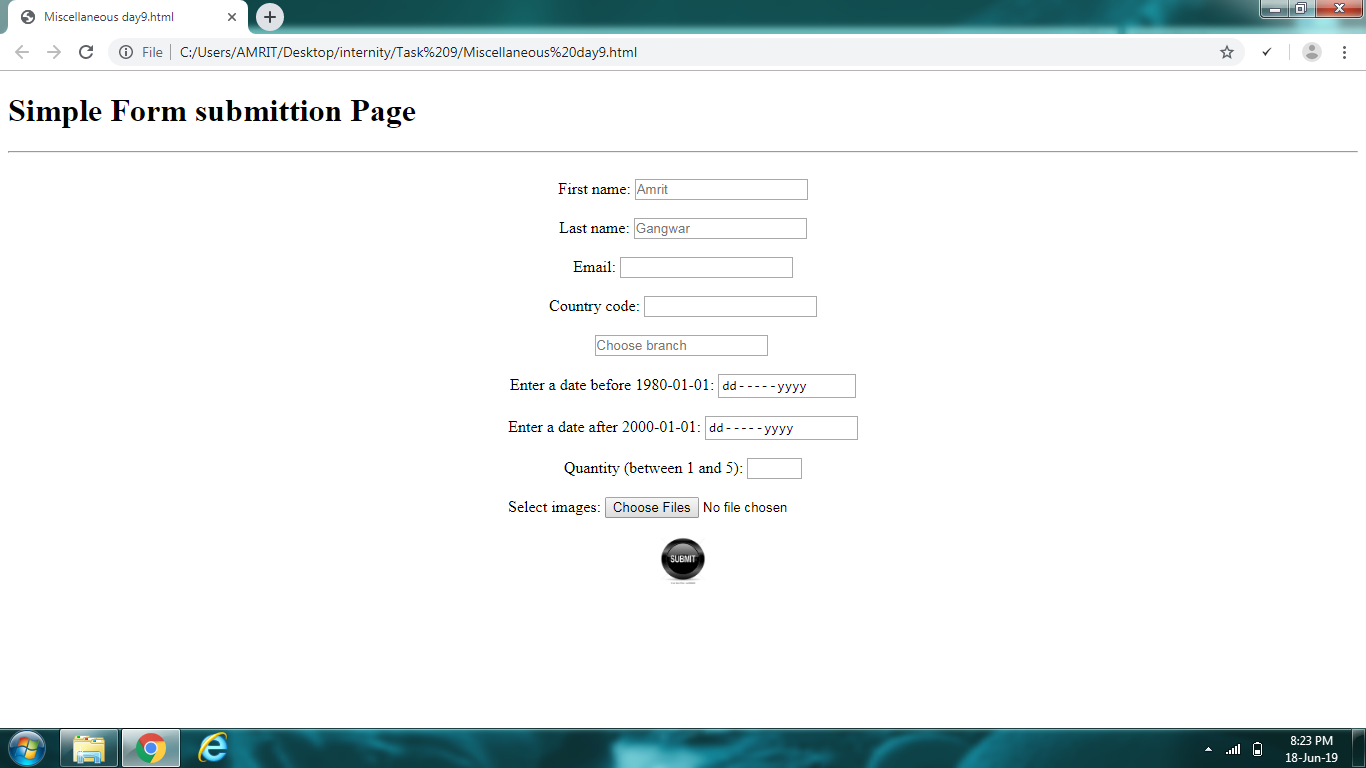 Miscellaneous day9.html
File C:/Users/AMRIT/Desktop/internity/Task%209/Miscellaneous%20day9.html
Simple Form submittion Page
First name: Amrit
Last name: Gangwar
Email:
Country code:
Choose branch
Enter a date before 1980-01-01: dd-----yyyy
Enter a date after 2000-01-01: dd-----yyyy
Quantity (between 1 and 5):
Select images: Choose Files No file chosen
SUBMIT
8:23 PM
18-Jun-19